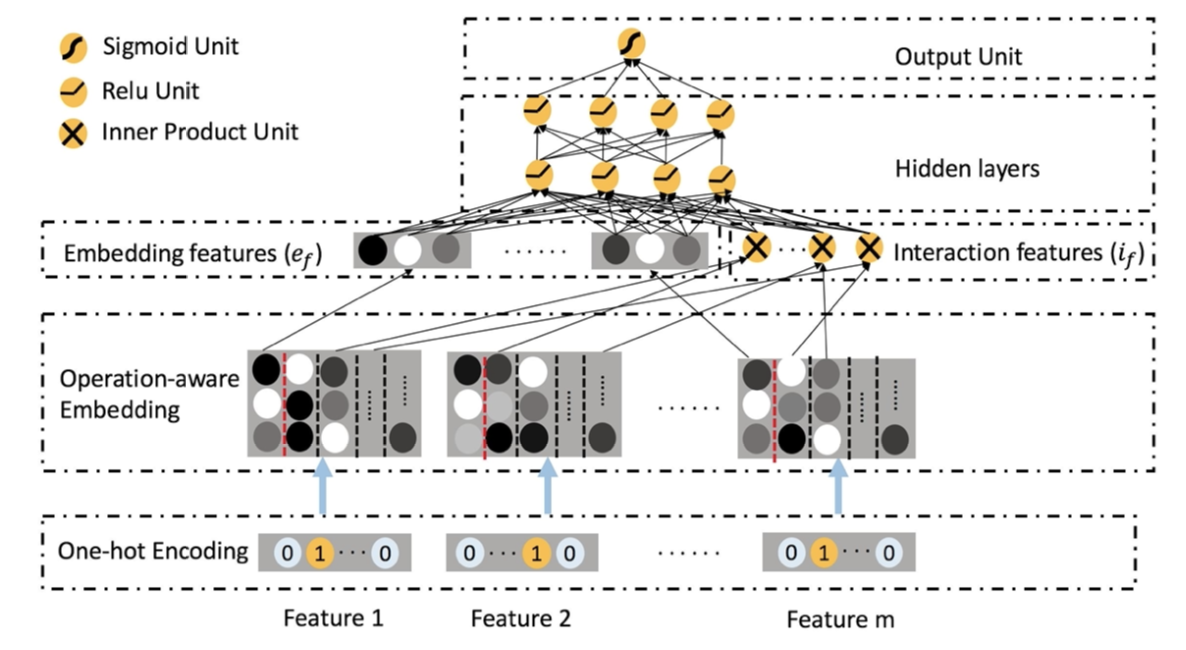 Sigmoid Unit
Relu Unit
Inner Product Unit
Output Unit
Hidden layers
Embedding features (e_f)
........
...
Interaction features (i_f)
Operation-aware
Embedding
.......
One-hot Encoding
0 1 ··· 0
0 ··· 1 0
.......
0 1 ··· 0
Feature 1
Feature 2
Feature m